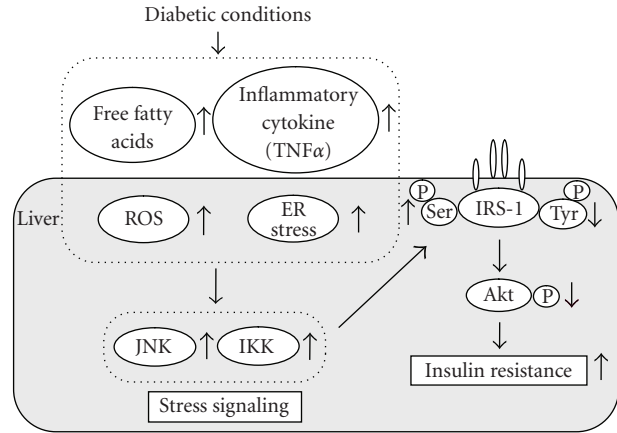 Diabetic conditions
Free fatty
acids
Inflammatory
cytokine
(TNFα)
Liver
ROS
ER
stress
P
Ser
IRS-1
P
Tyr
Akt
P
JNK
IKK
Insulin resistance
Stress signaling